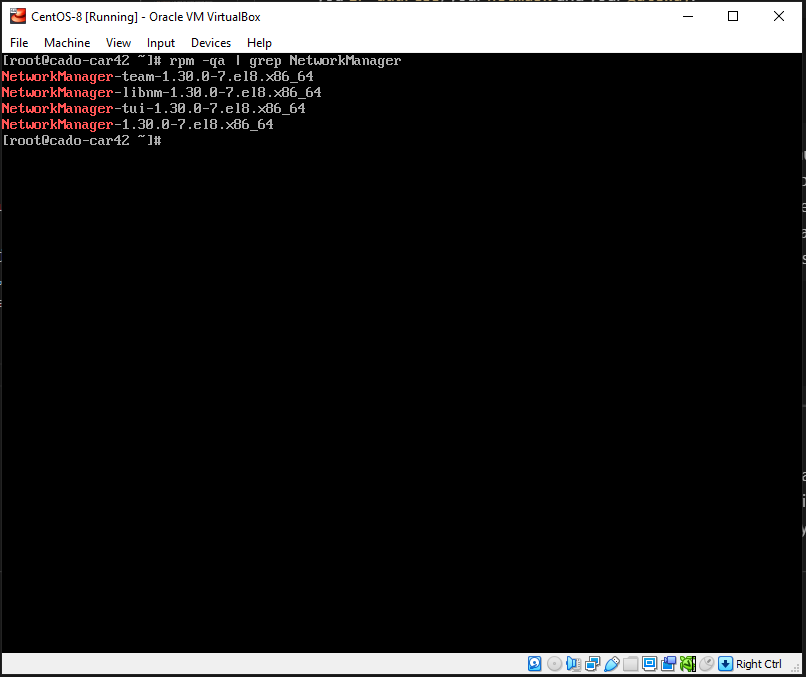 CentOS-8 [Running] - Oracle VM VirtualBox
File Machine View Input Devices Help
[root@cado-car42 ~]# rpm -qa | grep NetworkManager
NetworkManager-team-1.30.0-7.el8.x86_64
NetworkManager-libnm-1.30.0-7.el8.x86_64
NetworkManager-tui-1.30.0-7.el8.x86_64
NetworkManager-1.30.0-7.el8.x86_64
[root@cado-car42 ~]#
Right Ctrl